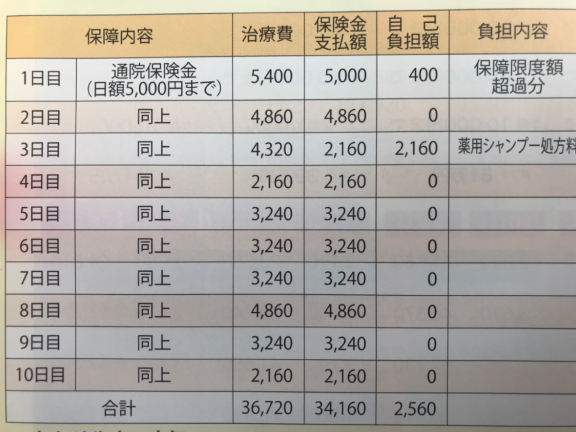 保障内容 治療費 保険金支払額 自己負担額 負担内容
1日目 通院保険金(日額5,000円まで) 5,400 5,000 400 保障限度額超過分
2日目 同上 4,860 4,860 0
3日目 同上 4,320 2,160 2,160 薬用シャンプー処方料
4日目 同上 2,160 2,160 0
5日目 同上 3,240 3,240 0
6日目 同上 3,240 3,240 0
7日目 同上 3,240 3,240 0
8日目 同上 4,860 4,860 0
9日目 同上 3,240 3,240 0
10日目 同上 2,160 2,160 0
合計 36,720 34,160 2,560